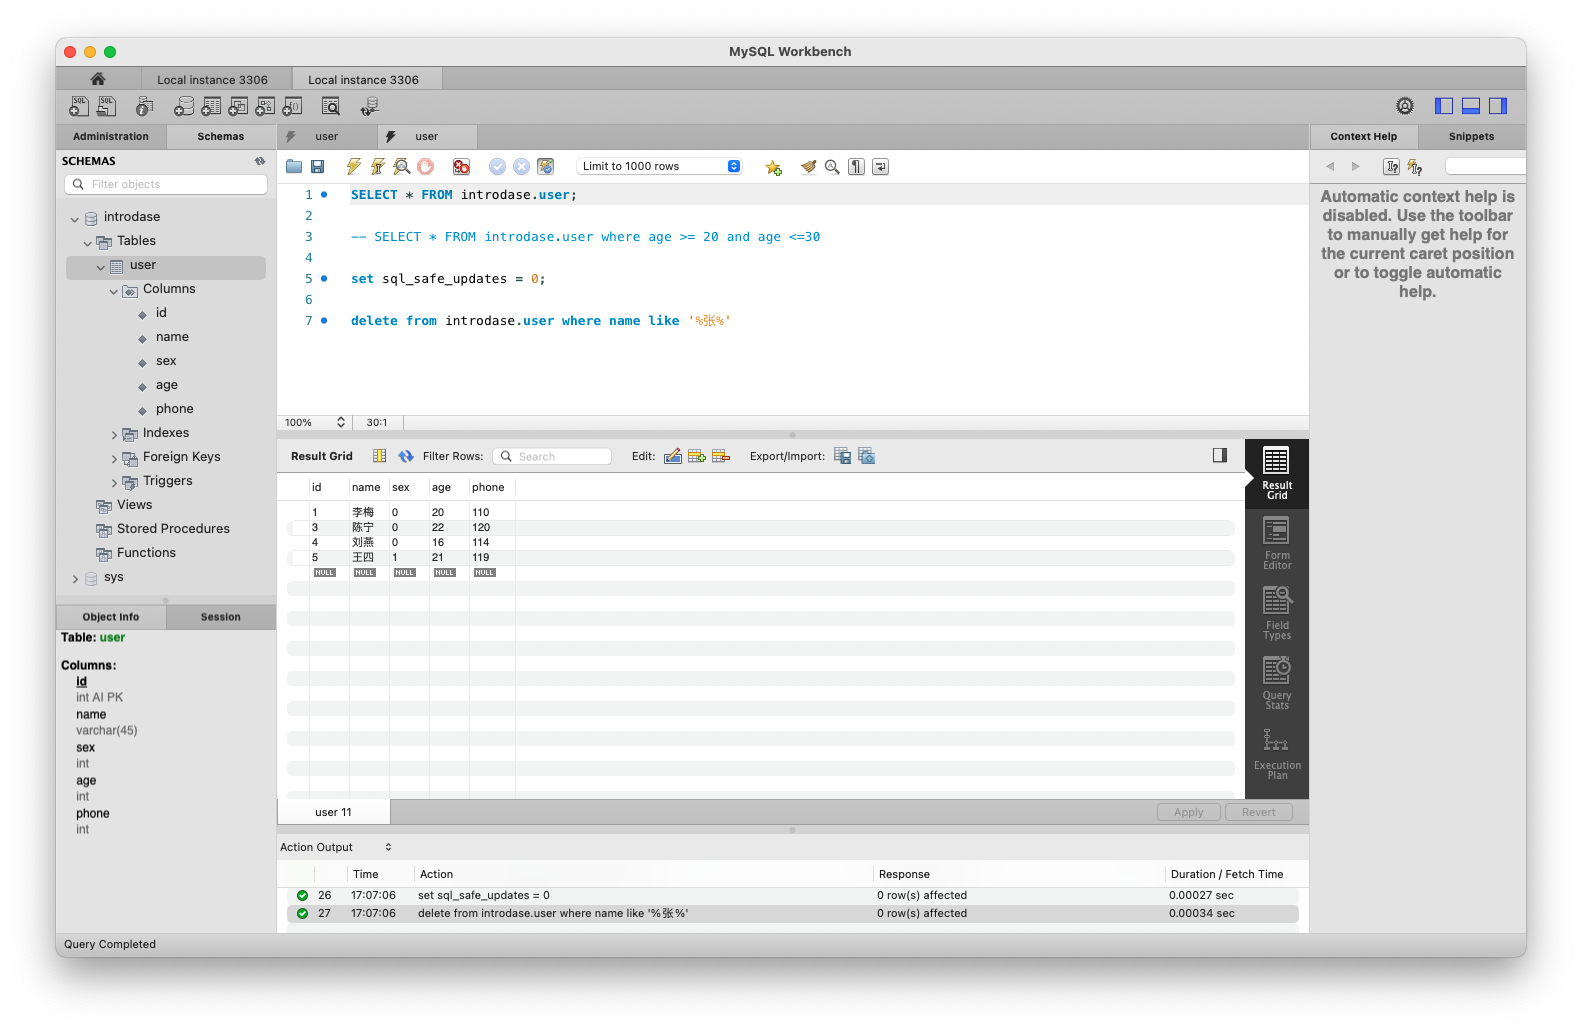 MySQL Workbench
Local instance 3306
Local instance 3306
SQL
SQL
Administration
Schemas
user
user
Context Help
Snippets
SCHEMAS
Limit to 1000 rows
Filter objects
introdase
Tables
user
Columns
id
name
sex
age
phone
Indexes
Foreign Keys
Triggers
Views
Stored Procedures
Functions
sys
1 SELECT * FROM introdase.user;
2
3 -- SELECT * FROM introdase.user where age >= 20 and age <=30
4
5 set sql_safe_updates = 0;
6
7 delete from introdase.user where name like '%张%'
100%
30:1
Automatic context help is
disabled. Use the toolbar
to manually get help for
the current caret position
or to toggle automatic
help.
Result Grid
Filter Rows:
Search
Edit:
Export/Import:
id name sex age phone
1 李梅 0 20 110
3 陈宁 0 22 120
4 刘燕 0 16 114
5 王四 1 21 119
NULL NULL NULL NULL NULL
Result
Grid
Form
Editor
Field
Types
Query
Stats
Execution
Plan
Object Info
Session
Table: user
Columns:
id
int AI PK
name
varchar(45)
sex
int
age
int
phone
int
user 11
Apply
Revert
Action Output
Time Action Response Duration / Fetch Time
26 17:07:06 set sql_safe_updates = 0 0 row(s) affected 0.00027 sec
27 17:07:06 delete from introdase.user where name like '%张%' 0 row(s) affected 0.00034 sec
Query Completed